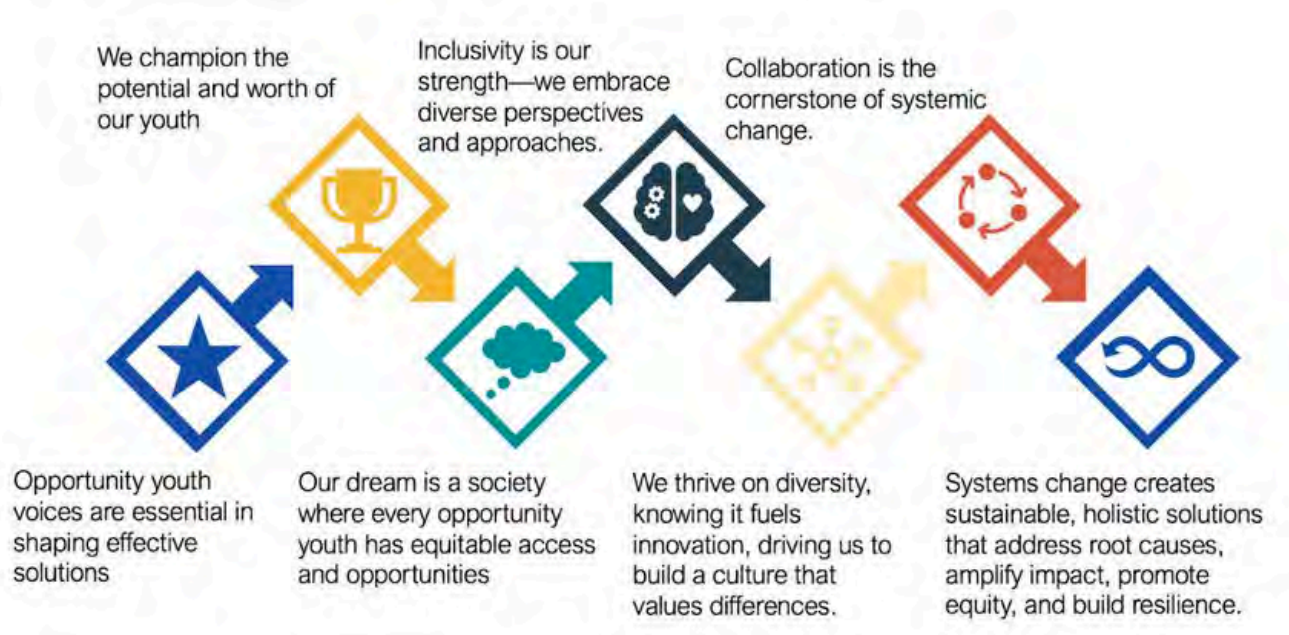 We champion the
potential and worth of
our youth
Inclusivity is our
strength—we embrace
diverse perspectives
and approaches.
Collaboration is the
cornerstone of systemic
change.
Opportunity youth
voices are essential in
shaping effective
solutions
Our dream is a society
where every opportunity
youth has equitable access
and opportunities
We thrive on diversity,
knowing it fuels
innovation, driving us to
build a culture that
values differences.
Systems change creates
sustainable, holistic solutions
that address root causes,
amplify impact, promote
equity, and build resilience.